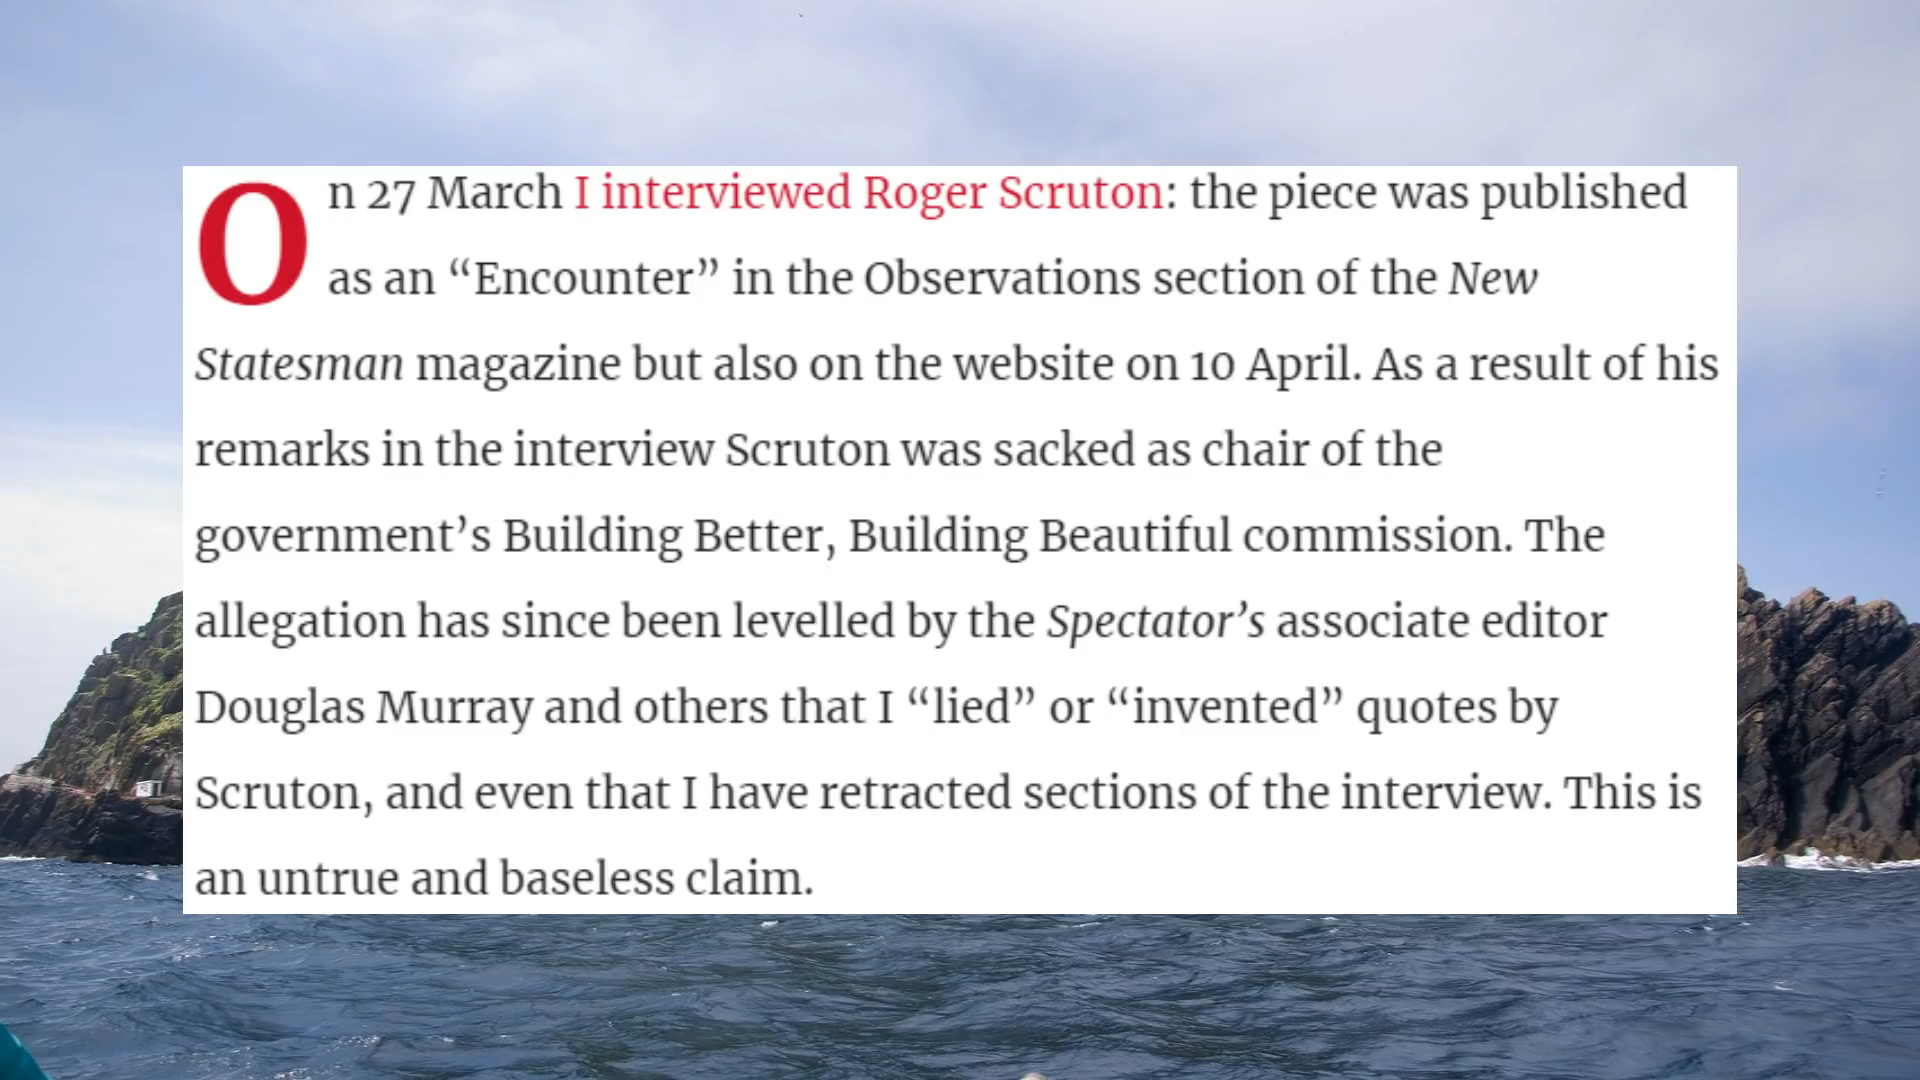 On 27 March I interviewed Roger Scruton: the piece was published
as an “Encounter” in the Observations section of the New
Statesman magazine but also on the website on 10 April. As a result of his
remarks in the interview Scruton was sacked as chair of the
government’s Building Better, Building Beautiful commission. The
allegation has since been levelled by the Spectator’s associate editor
Douglas Murray and others that I “lied” or “invented” quotes by
Scruton, and even that I have retracted sections of the interview. This is
an untrue and baseless claim.